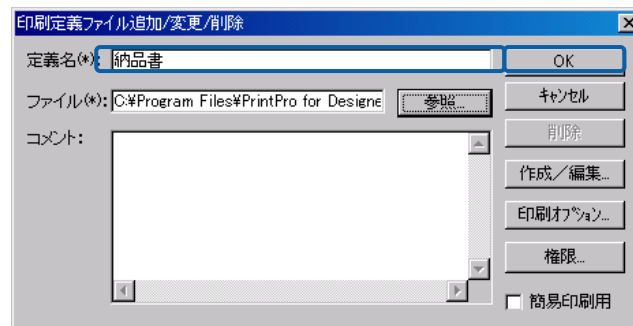 印刷定義ファイル追加/変更/削除
定義名(*): 納品書
OK
ファイル(*): C:¥Program Files¥PrintPro for Designe
参照...
キャンセル
コメント:
削除
作成／編集...
印刷オプション...
権限...
簡易印刷用